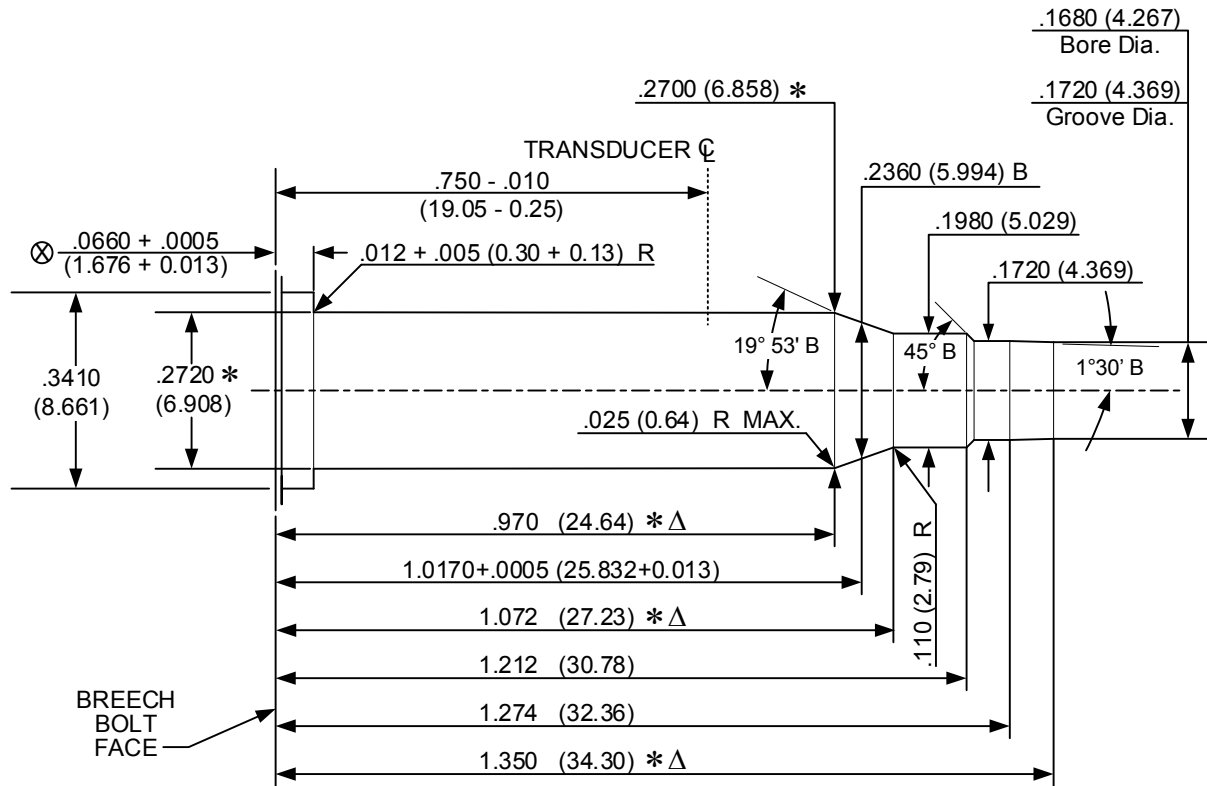 .1680 (4.267)
Bore Dia.
.2700 (6.858) *
.1720 (4.369)
Groove Dia.
TRANSDUCER ℄
.750 - .010
(19.05 - 0.25)
.2360 (5.994) B
.1980 (5.029)
⊗ .0660 + .0005
(1.676 + 0.013)
.012 + .005 (0.30 + 0.13) R
.1720 (4.369)
19° 53' B
45° B
1°30' B
.3410
(8.661)
.2720 *
(6.908)
.025 (0.64) R MAX.
.970 (24.64) * Δ
1.0170+.0005 (25.832+0.013)
.110 (2.79) R
1.072 (27.23) * Δ
1.212 (30.78)
BREECH
BOLT
FACE
1.274 (32.36)
1.350 (34.30) * Δ